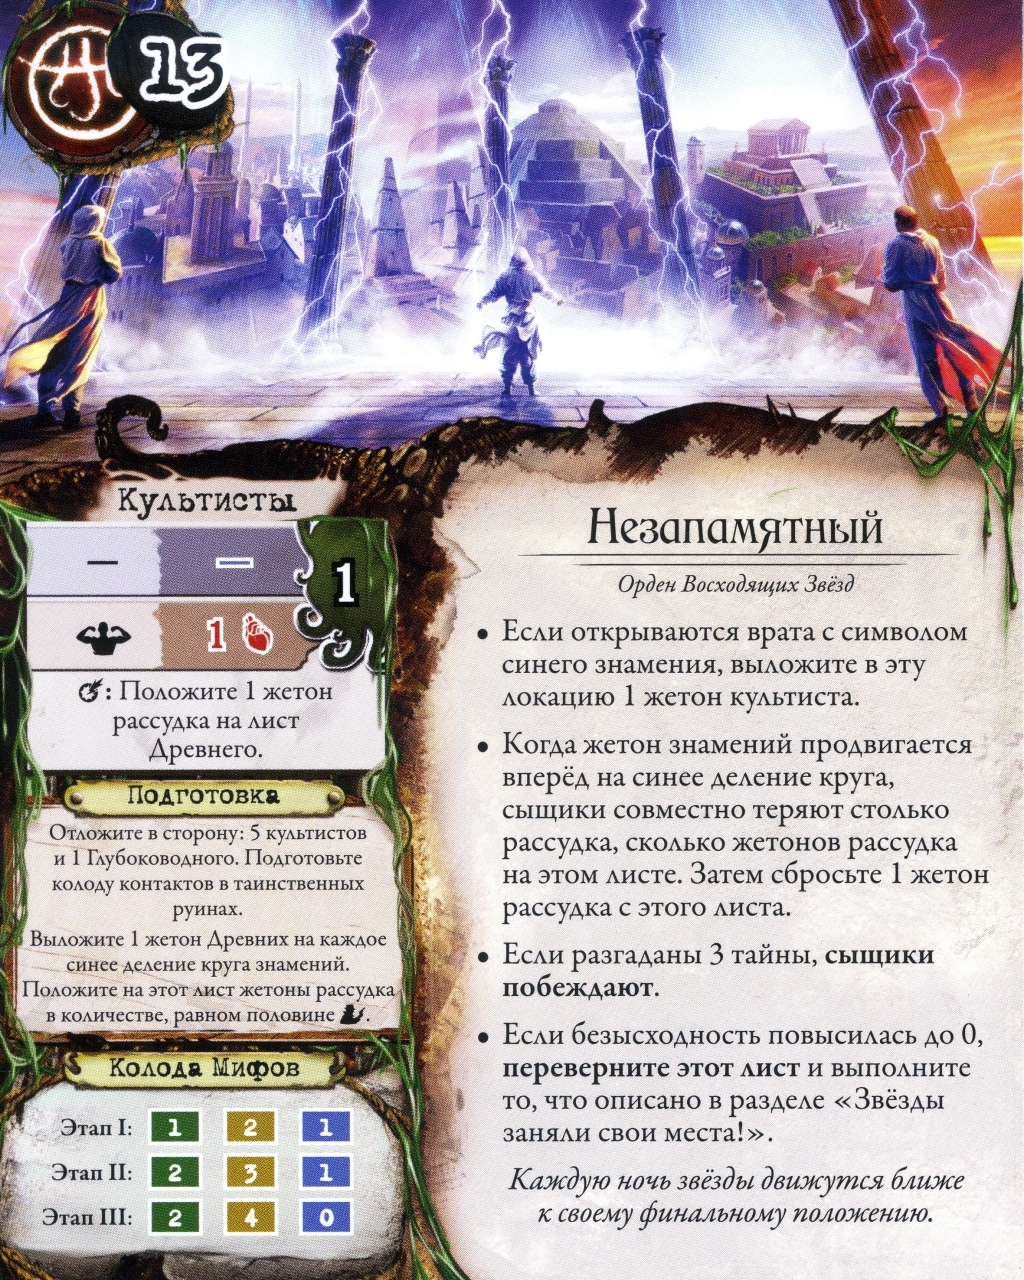 13
Культисты
— — 1
1
: Положите 1 жетон
рассудка на лист
Древнего.
Подготовка
Отложите в сторону: 5 культистов
и 1 Глубоководного. Подготовьте
колоду контактов в таинственных
руинах.
Выложите 1 жетон Древних на каждое
синее деление круга знамений.
Положите на этот лист жетоны рассудка
в количестве, равном половине .
Колода Мифов
Этап I: 1 2 1
Этап II: 2 3 1
Этап III: 2 4 0
Незапамятный
Орден Восходящих Звёзд
• Если открываются врата с символом
синего знамения, выложите в эту
локацию 1 жетон культиста.
• Когда жетон знамений продвигается
вперёд на синее деление круга,
сыщики совместно теряют столько
рассудка, сколько жетонов рассудка
на этом листе. Затем сбросьте 1 жетон
рассудка с этого листа.
• Если разгаданы 3 тайны, сыщики
побеждают.
• Если безысходность повысилась до 0,
переверните этот лист и выполните
то, что описано в разделе «Звёзды
заняли свои места!».
Каждую ночь звёзды движутся ближе
к своему финальному положению.